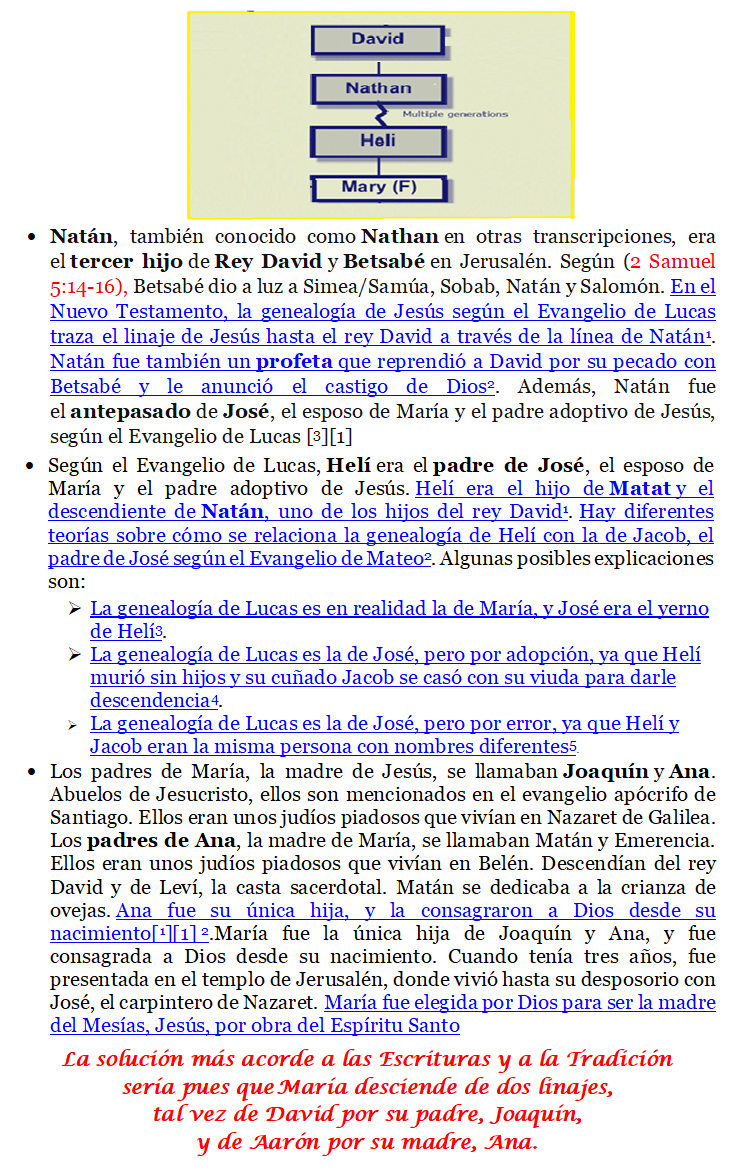 David
Nathan
Multiple generations
Heli
Mary (F)
• Natán, también conocido como Nathan en otras transcripciones, era
el tercer hijo de Rey David y Betsabé en Jerusalén. Según (2 Samuel
5:14-16), Betsabé dio a luz a Simea/Samúa, Sobab, Natán y Salomón. En el
Nuevo Testamento, la genealogía de Jesús según el Evangelio de Lucas
traza el linaje de Jesús hasta el rey David a través de la línea de Natán¹.
Natán fue también un profeta que reprendió a David por su pecado con
Betsabé y le anunció el castigo de Dios². Además, Natán fue
el antepasado de José, el esposo de María y el padre adoptivo de Jesús,
según el Evangelio de Lucas [³][1]
• Según el Evangelio de Lucas, Helí era el padre de José, el esposo de
María y el padre adoptivo de Jesús. Helí era el hijo de Matat y el
descendiente de Natán, uno de los hijos del rey David¹. Hay diferentes
teorías sobre cómo se relaciona la genealogía de Helí con la de Jacob, el
padre de José según el Evangelio de Mateo². Algunas posibles explicaciones
son:
➢ La genealogía de Lucas es en realidad la de María, y José era el yerno
de Helí³.
➢ La genealogía de Lucas es la de José, pero por adopción, ya que Helí
murió sin hijos y su cuñado Jacob se casó con su viuda para darle
descendencia⁴.
➢ La genealogía de Lucas es la de José, pero por error, ya que Helí y
Jacob eran la misma persona con nombres diferentes⁵.
• Los padres de María, la madre de Jesús, se llamaban Joaquín y Ana.
Abuelos de Jesucristo, ellos son mencionados en el evangelio apócrifo de
Santiago. Ellos eran unos judíos piadosos que vivían en Nazaret de Galilea.
Los padres de Ana, la madre de María, se llamaban Matán y Emerencia.
Ellos eran unos judíos piadosos que vivían en Belén. Descendían del rey
David y de Leví, la casta sacerdotal. Matán se dedicaba a la crianza de
ovejas. Ana fue su única hija, y la consagraron a Dios desde su
nacimiento[¹][1] ².María fue la única hija de Joaquín y Ana, y fue
consagrada a Dios desde su nacimiento. Cuando tenía tres años, fue
presentada en el templo de Jerusalén, donde vivió hasta su desposorio con
José, el carpintero de Nazaret. María fue elegida por Dios para ser la madre
del Mesías, Jesús, por obra del Espíritu Santo
La solución más acorde a las Escrituras y a la Tradición
sería pues que María desciende de dos linajes,
tal vez de David por su padre, Joaquín,
y de Aarón por su madre, Ana.